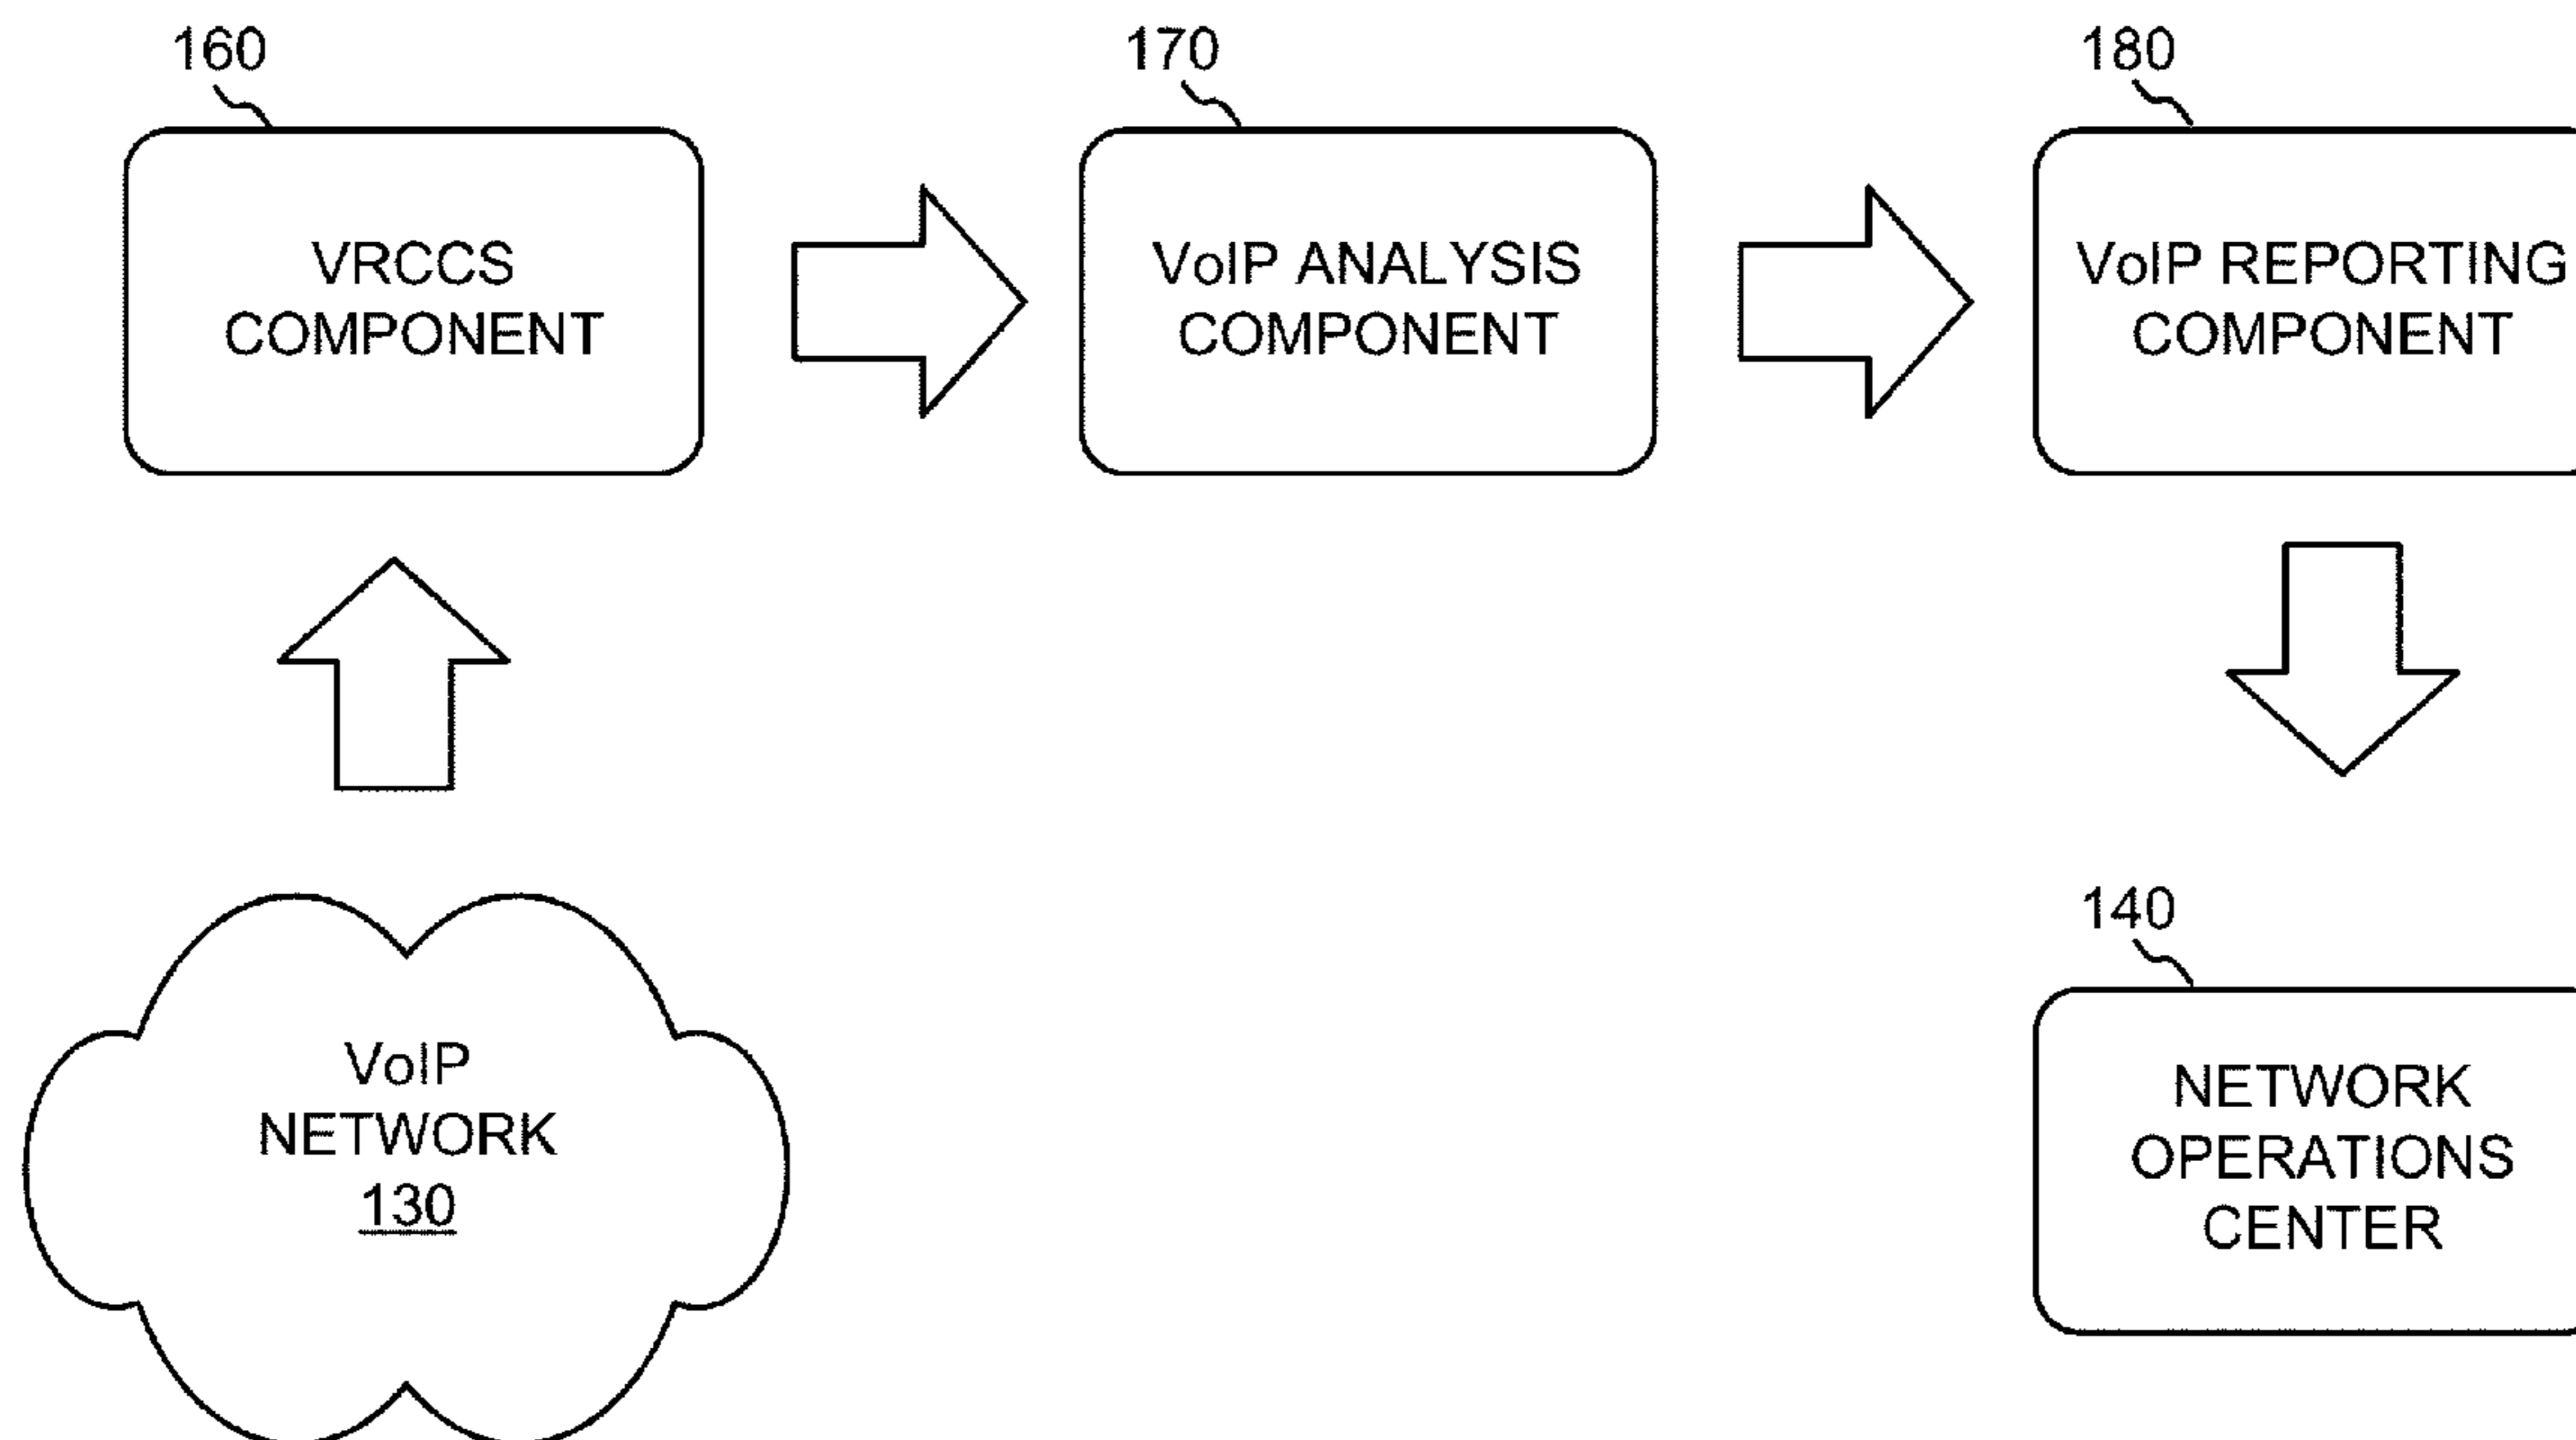 160
170
180
VRCCS
COMPONENT
VoIP ANALYSIS
COMPONENT
VoIP REPORTING
COMPONENT
140
VoIP
NETWORK
130
NETWORK
OPERATIONS
CENTER